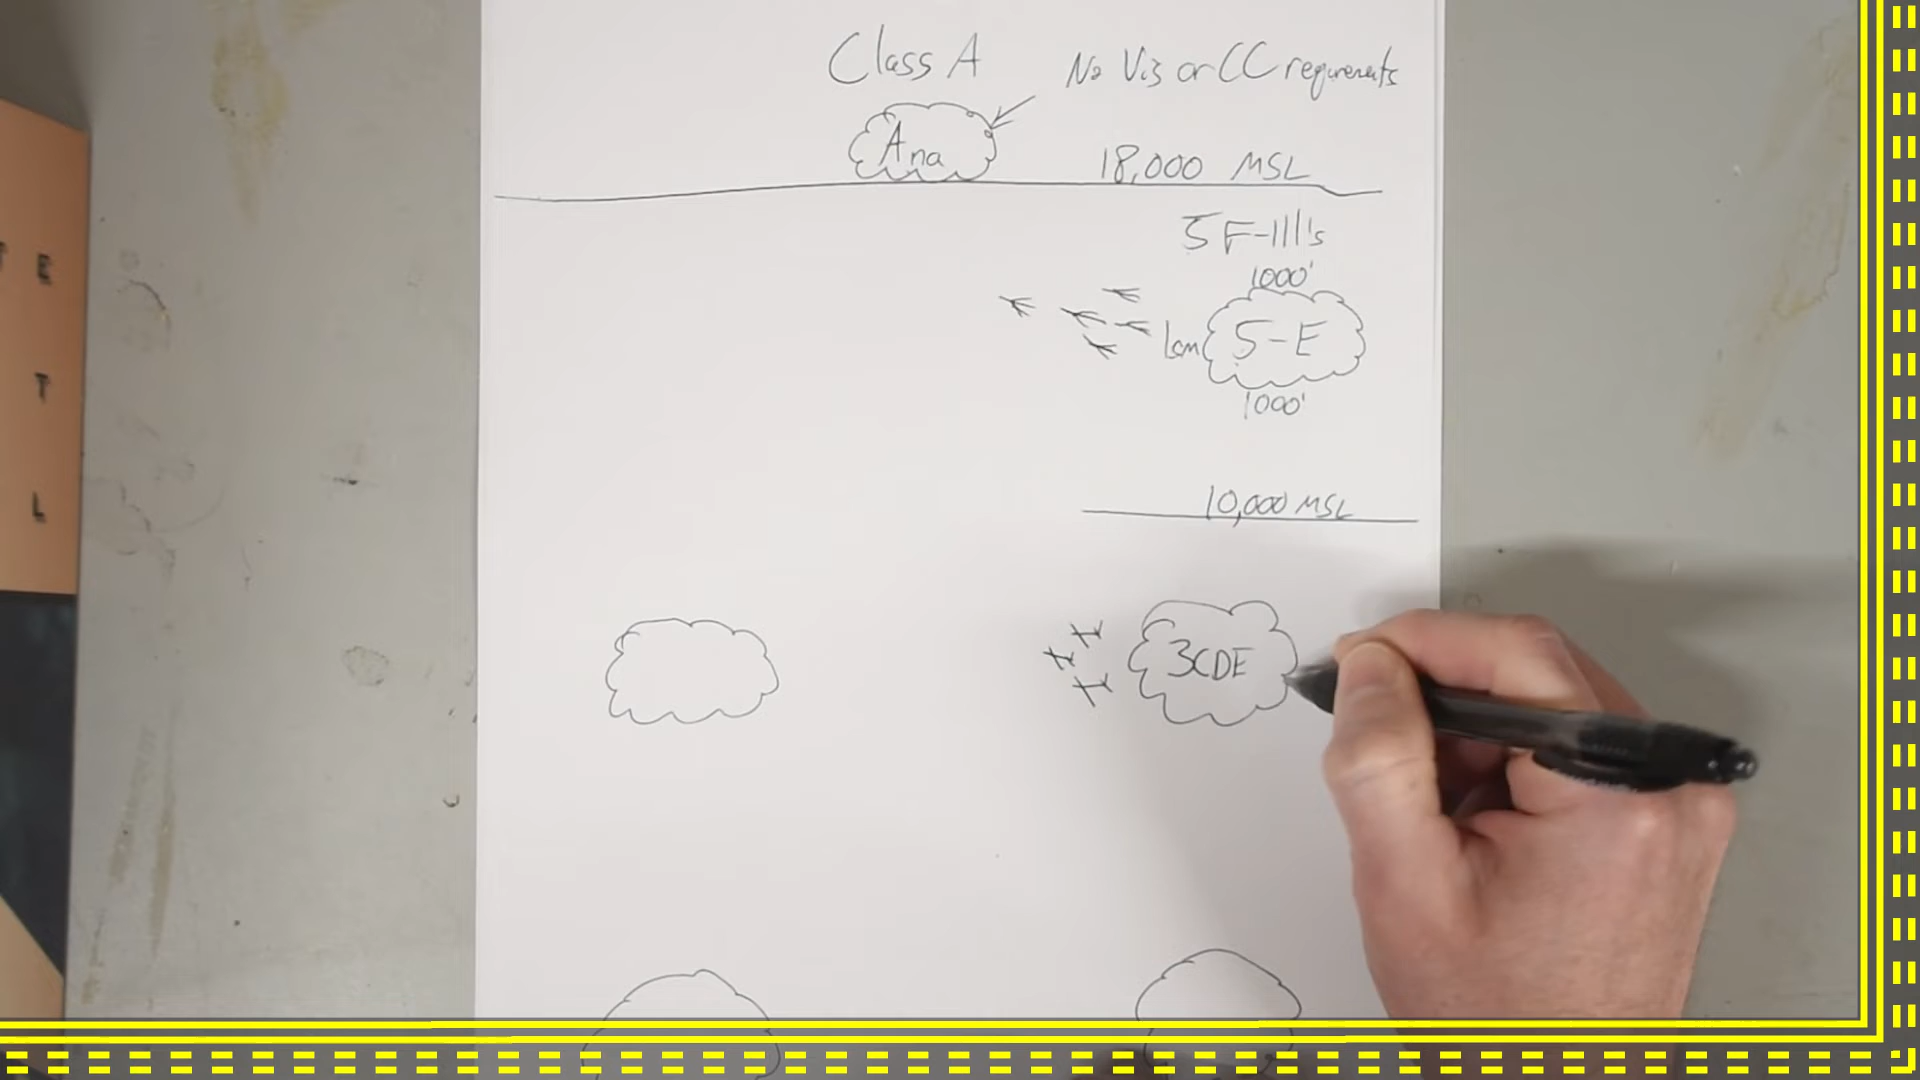 Class A
No Vis or CC requirements
Ana
18,000 MSL
5 F-111's
1000'
1sm
5-E
1000'
10,000 MSL
3CDE
E
T
L